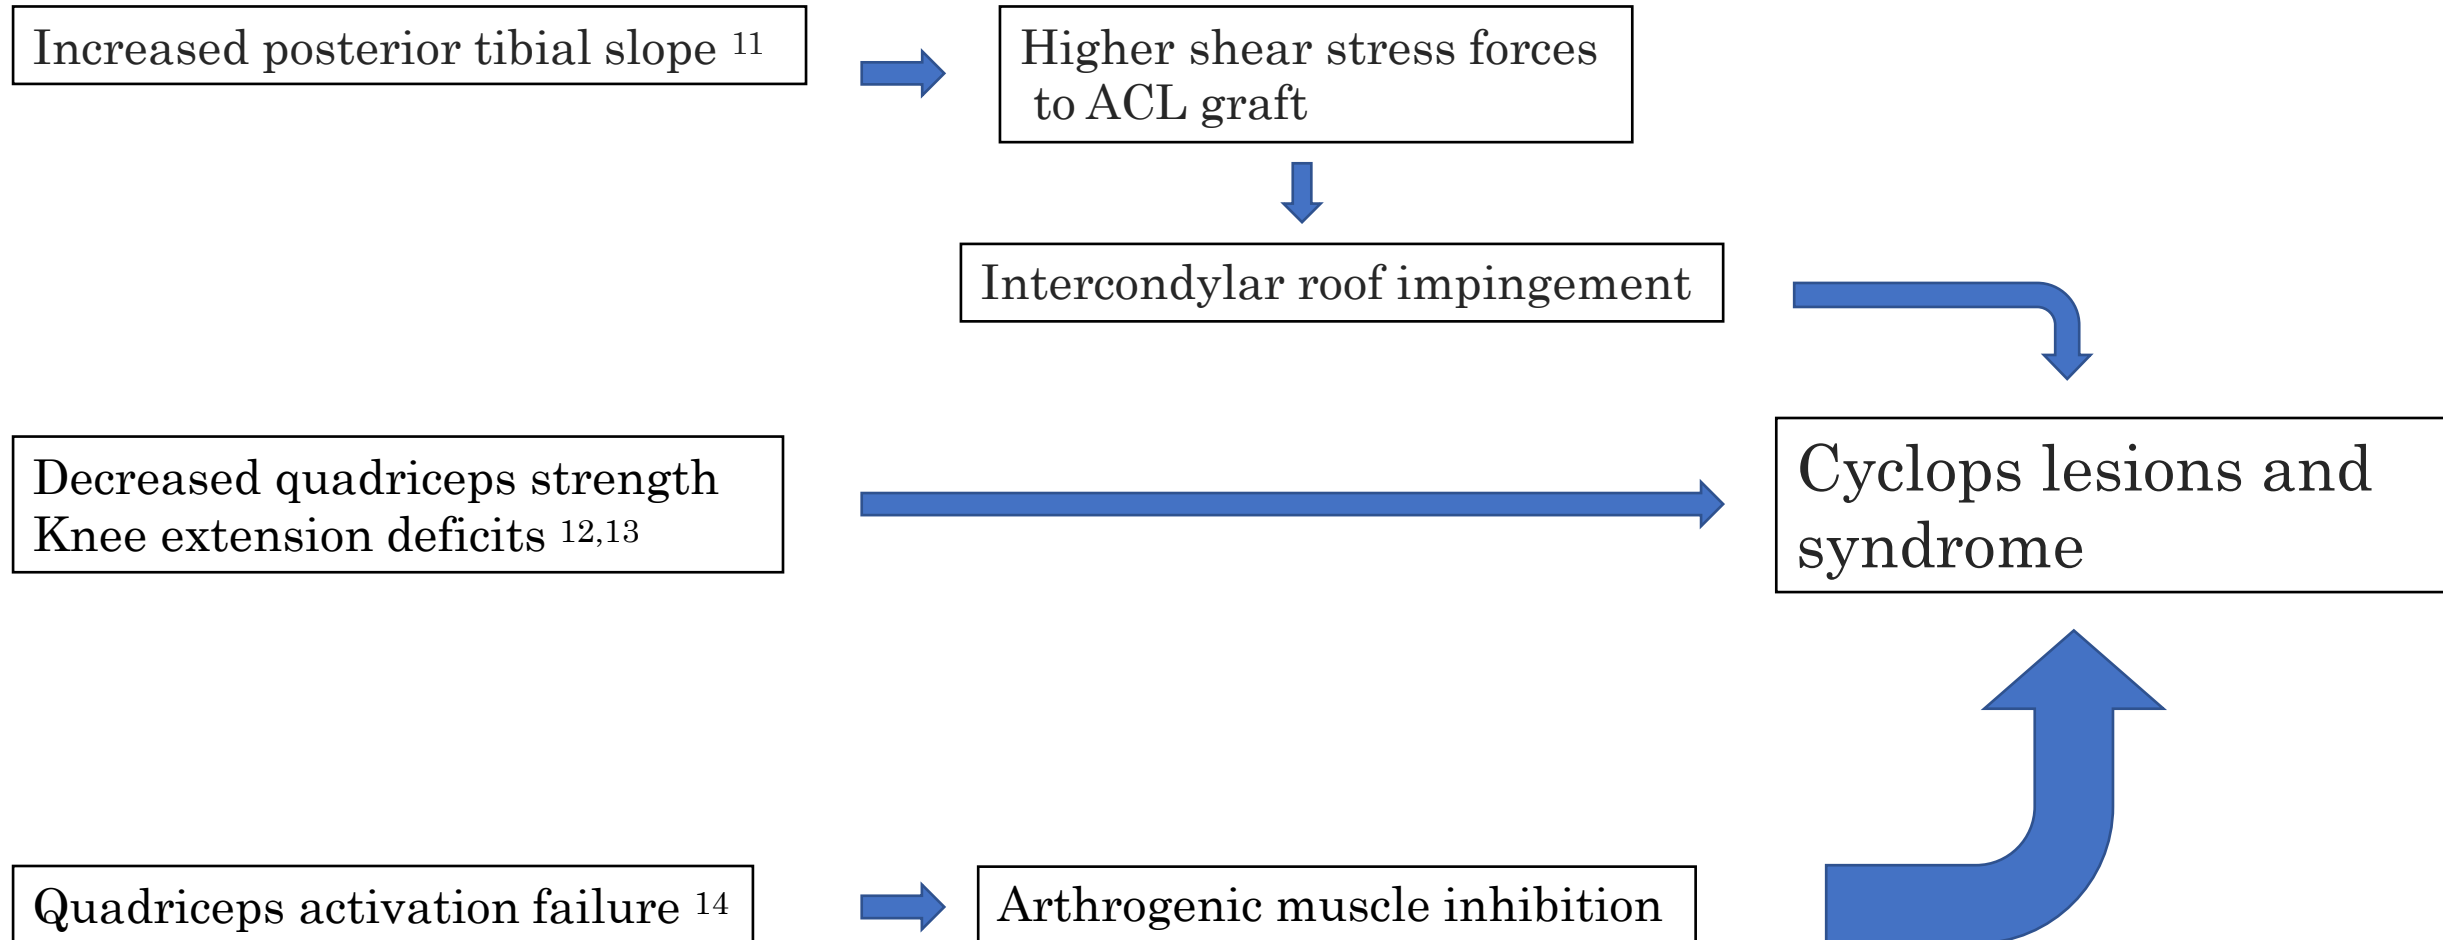 Increased posterior tibial slope 11
Higher shear stress forces
to ACL graft
Intercondylar roof impingement
Decreased quadriceps strength
Knee extension deficits 12,13
Cyclops lesions and
syndrome
Quadriceps activation failure 14
Arthrogenic muscle inhibition